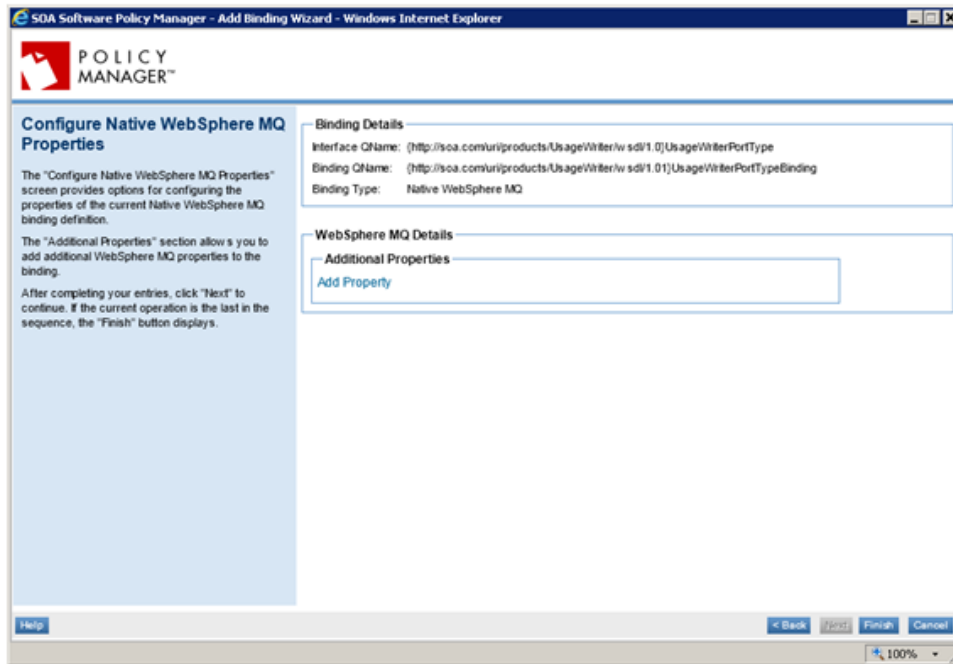 SOA Software Policy Manager - Add Binding Wizard - Windows Internet Explorer
POLICY
MANAGER™
Configure Native WebSphere MQ
Properties
The "Configure Native WebSphere MQ Properties"
screen provides options for configuring the
properties of the current Native WebSphere MQ
binding definition.
The "Additional Properties" section allows you to
add additional WebSphere MQ properties to the
binding.
After completing your entries, click "Next" to
continue. If the current operation is the last in the
sequence, the "Finish" button displays.
Binding Details
Interface QName: {http://soa.com/uri/products/UsageWriter/wsdl/1.0}UsageWriterPortType
Binding QName: {http://soa.com/uri/products/UsageWriter/wsdl/1.01}UsageWriterPortTypeBinding
Binding Type: Native WebSphere MQ
WebSphere MQ Details
Additional Properties
Add Property
Help
< Back Next Finish Cancel
100%